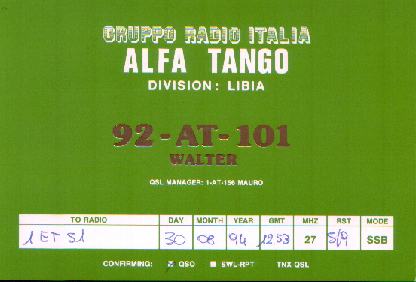 GRUPPO RADIO ITALIA
ALFA TANGO
DIVISION: LIBIA
92-AT-101
WALTER
QSL MANAGER: 1-AT-156 MAURO
TO RADIO DAY MONTH YEAR GMT MHZ RST MODE
1 ET 51 30 08 94 1253 27 5/9 SSB
CONFIRMING: QSO SWL-RPT TNX QSL